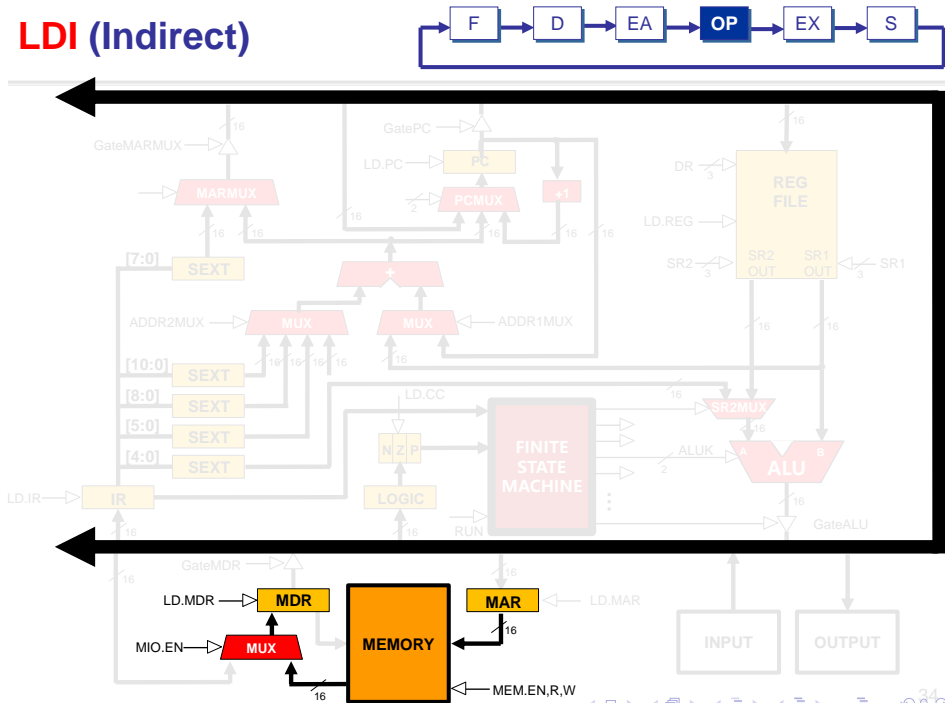 LDI (Indirect)
F D EA OP EX S
16
16
16
GatePC
GateMARMUX
LD.PC
PC
DR
3
REG
FILE
MARMUX
2
PCMUX
+1
LD.REG
16
16
16
16
16
16
[7:0]
SEXT
SR2
3
SR2
OUT
SR1
OUT
3
SR1
+
ADDR2MUX
MUX
MUX
ADDR1MUX
16
16
16
16
16
16
16
[10:0]
SEXT
LD.CC
16
[8:0]
SEXT
SR2MUX
[5:0]
SEXT
N Z P
FINITE
STATE
MACHINE
16
ALUK
2
A
B
ALU
[4:0]
SEXT
LD.IR
IR
LOGIC
16
RUN
GateALU
16
16
GateMDR
16
16
LD.MDR
MDR
MEMORY
MAR
LD.MAR
16
MIO.EN
MUX
INPUT
OUTPUT
16
MEM.EN,R,W
34